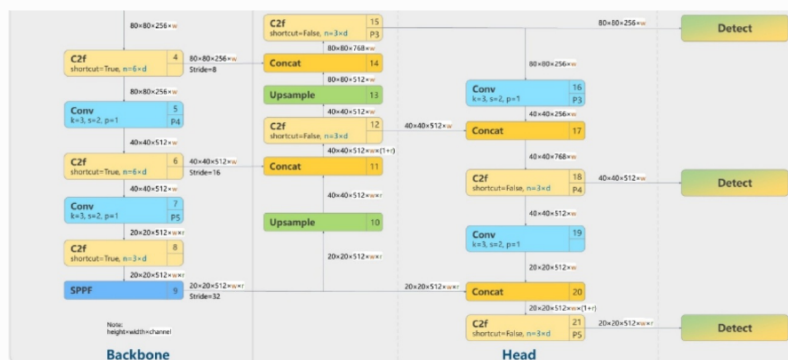 80×80×256×w
C2f 4
shortcut=True, n=6×d
80×80×256×w
Stride=8
80×80×256×w
Conv 5
k=3, s=2, p=1 P4
40×40×512×w
C2f 6
shortcut=True, n=6×d
40×40×512×w
Stride=16
40×40×512×w
Conv 7
k=3, s=2, p=1 P5
20×20×512×w×r
C2f 8
shortcut=True, n=3×d
20×20×512×w×r
SPPF 9
20×20×512×w×r
Stride=32
Note:
height×width×channel
Backbone
C2f 15
shortcut=False, n=3×d P3
80×80×768×w
Concat 14
80×80×512×w
Upsample 13
40×40×512×w
C2f 12
shortcut=False, n=3×d
40×40×512×w
40×40×512×w×(1+r)
Concat 11
40×40×512×w×r
Upsample 10
20×20×512×w×r
80×80×256×w
Detect
80×80×256×w
Conv 16
k=3, s=2, p=1 P3
40×40×256×w
Concat 17
40×40×768×w
C2f 18
shortcut=False, n=3×d P4
40×40×512×w
Detect
40×40×512×w
Conv 19
k=3, s=2, p=1
20×20×512×w
20×20×512×w×r
Concat 20
20×20×512×w×(1+r)
C2f 21
shortcut=False, n=3×d P5
20×20×512×w×r
Detect
Head